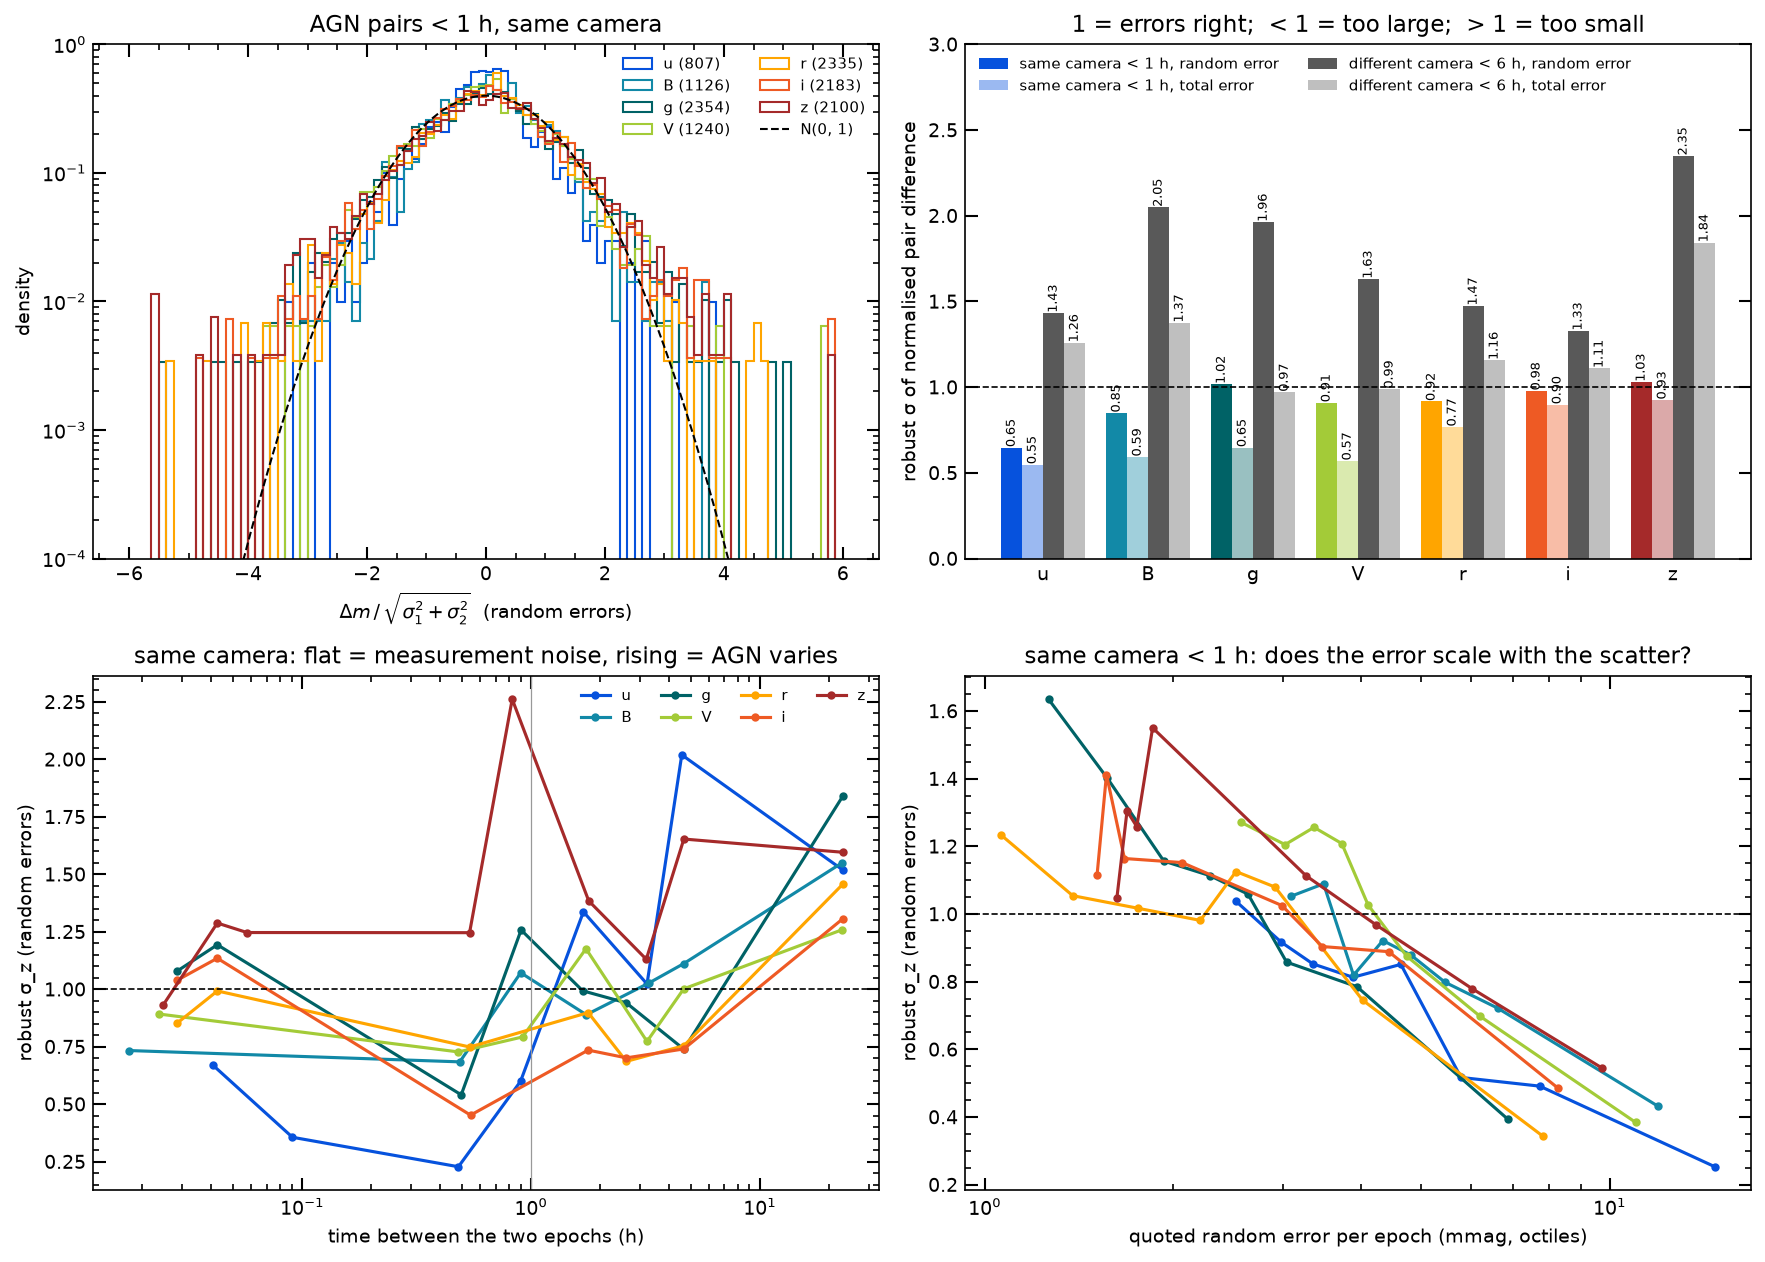 AGN pairs < 1 h, same camera
u (807)
B (1126)
g (2354)
V (1240)
r (2335)
i (2183)
z (2100)
N(0, 1)
10⁰
10⁻¹
10⁻²
10⁻³
10⁻⁴
density
−6 −4 −2 0 2 4 6
Δm / √σ₁² + σ₂² (random errors)
1 = errors right; < 1 = too large; > 1 = too small
same camera < 1 h, random error
same camera < 1 h, total error
different camera < 6 h, random error
different camera < 6 h, total error
3.0
2.5
2.0
1.5
1.0
0.5
0.0
robust σ of normalised pair difference
0.65 0.55 1.43 1.26
0.85 0.59 2.05 1.37
1.02 0.65 1.96 0.97
0.91 0.57 1.63 0.99
0.92 0.77 1.47 1.16
0.98 0.90 1.33 1.11
1.03 0.93 2.35 1.84
u B g V r i z
same camera: flat = measurement noise, rising = AGN varies
u g r z
B V i
2.25
2.00
1.75
1.50
1.25
1.00
0.75
0.50
0.25
robust σ_z (random errors)
10⁻¹ 10⁰ 10¹
time between the two epochs (h)
same camera < 1 h: does the error scale with the scatter?
1.6
1.4
1.2
1.0
0.8
0.6
0.4
0.2
robust σ_z (random errors)
10⁰ 10¹
quoted random error per epoch (mmag, octiles)